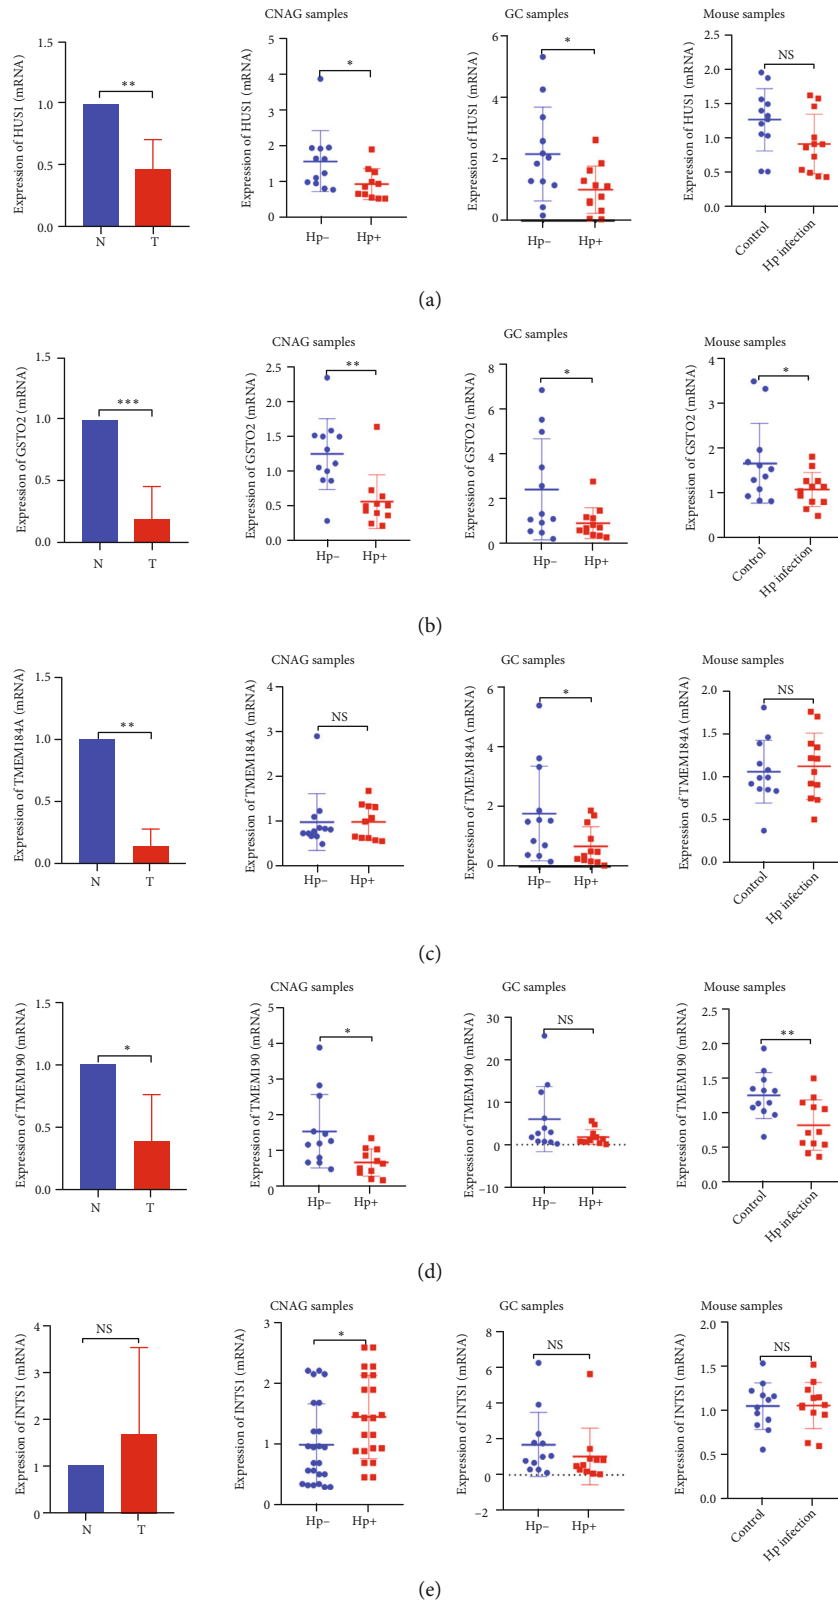 Expression of HUS1 (mRNA)
1.5
1.0
0.5
0.0
**
N
T
CNAG samples
Expression of HUS1 (mRNA)
5
4
3
2
1
0
*
Hp–
Hp+
GC samples
Expression of HUS1 (mRNA)
6
4
2
0
*
Hp–
Hp+
Mouse samples
Expression of HUS1 (mRNA)
2.5
2.0
1.5
1.0
0.5
0.0
NS
Control
Hp infection
(a)
Expression of GSTO2 (mRNA)
1.5
1.0
0.5
0.0
***
N
T
CNAG samples
Expression of GSTO2 (mRNA)
2.5
2.0
1.5
1.0
0.5
0.0
**
Hp–
Hp+
GC samples
Expression of GSTO2 (mRNA)
8
6
4
2
0
*
Hp–
Hp+
Mouse samples
Expression of GSTO2 (mRNA)
4
3
2
1
0
*
Control
Hp infection
(b)
Expression of TMEM184A (mRNA)
1.5
1.0
0.5
0.0
**
N
T
CNAG samples
Expression of TMEM184A (mRNA)
4
3
2
1
0
NS
Hp–
Hp+
GC samples
Expression of TMEM184A (mRNA)
6
4
2
0
*
Hp–
Hp+
Mouse samples
Expression of TMEM184A (mRNA)
2.0
1.5
1.0
0.5
0.0
NS
Control
Hp infection
(c)
Expression of TMEM190 (mRNA)
1.5
1.0
0.5
0.0
*
N
T
CNAG samples
Expression of TMEM190 (mRNA)
5
4
3
2
1
0
*
Hp–
Hp+
GC samples
Expression of TMEM190 (mRNA)
30
20
10
0
–10
NS
Hp–
Hp+
Mouse samples
Expression of TMEM190 (mRNA)
2.5
2.0
1.5
1.0
0.5
0.0
**
Control
Hp infection
(d)
Expression of INTS1 (mRNA)
4
3
2
1
0
NS
N
T
CNAG samples
Expression of INTS1 (mRNA)
3
2
1
0
*
Hp–
Hp+
GC samples
Expression of INTS1 (mRNA)
8
6
4
2
0
–2
NS
Hp–
Hp+
Mouse samples
Expression of INTS1 (mRNA)
2.0
1.5
1.0
0.5
0.0
NS
Control
Hp infection
(e)